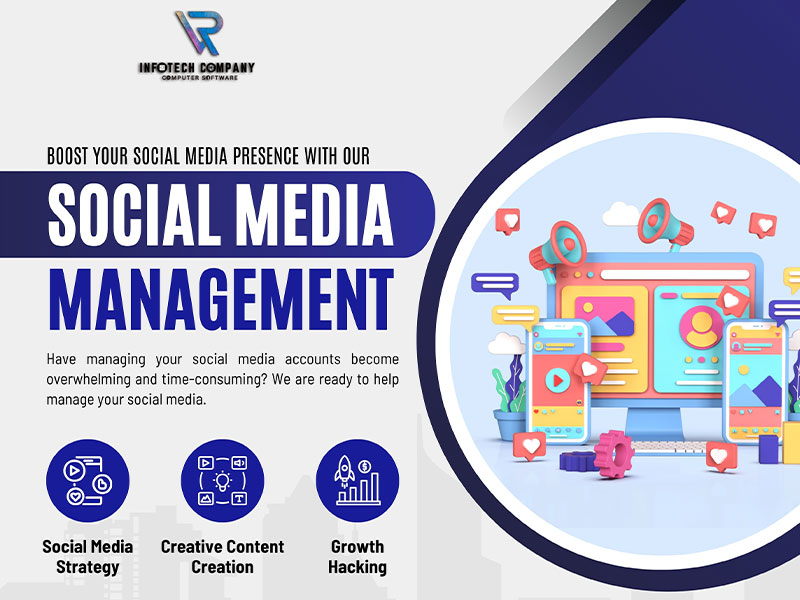 INFOTECH COMPANY
COMPUTER SOFTWARE
BOOST YOUR SOCIAL MEDIA PRESENCE WITH OUR
SOCIAL MEDIA
MANAGEMENT
Have managing your social media accounts become
overwhelming and time-consuming? We are ready to help
manage your social media.
Social Media
Strategy
Creative Content
Creation
Growth
Hacking